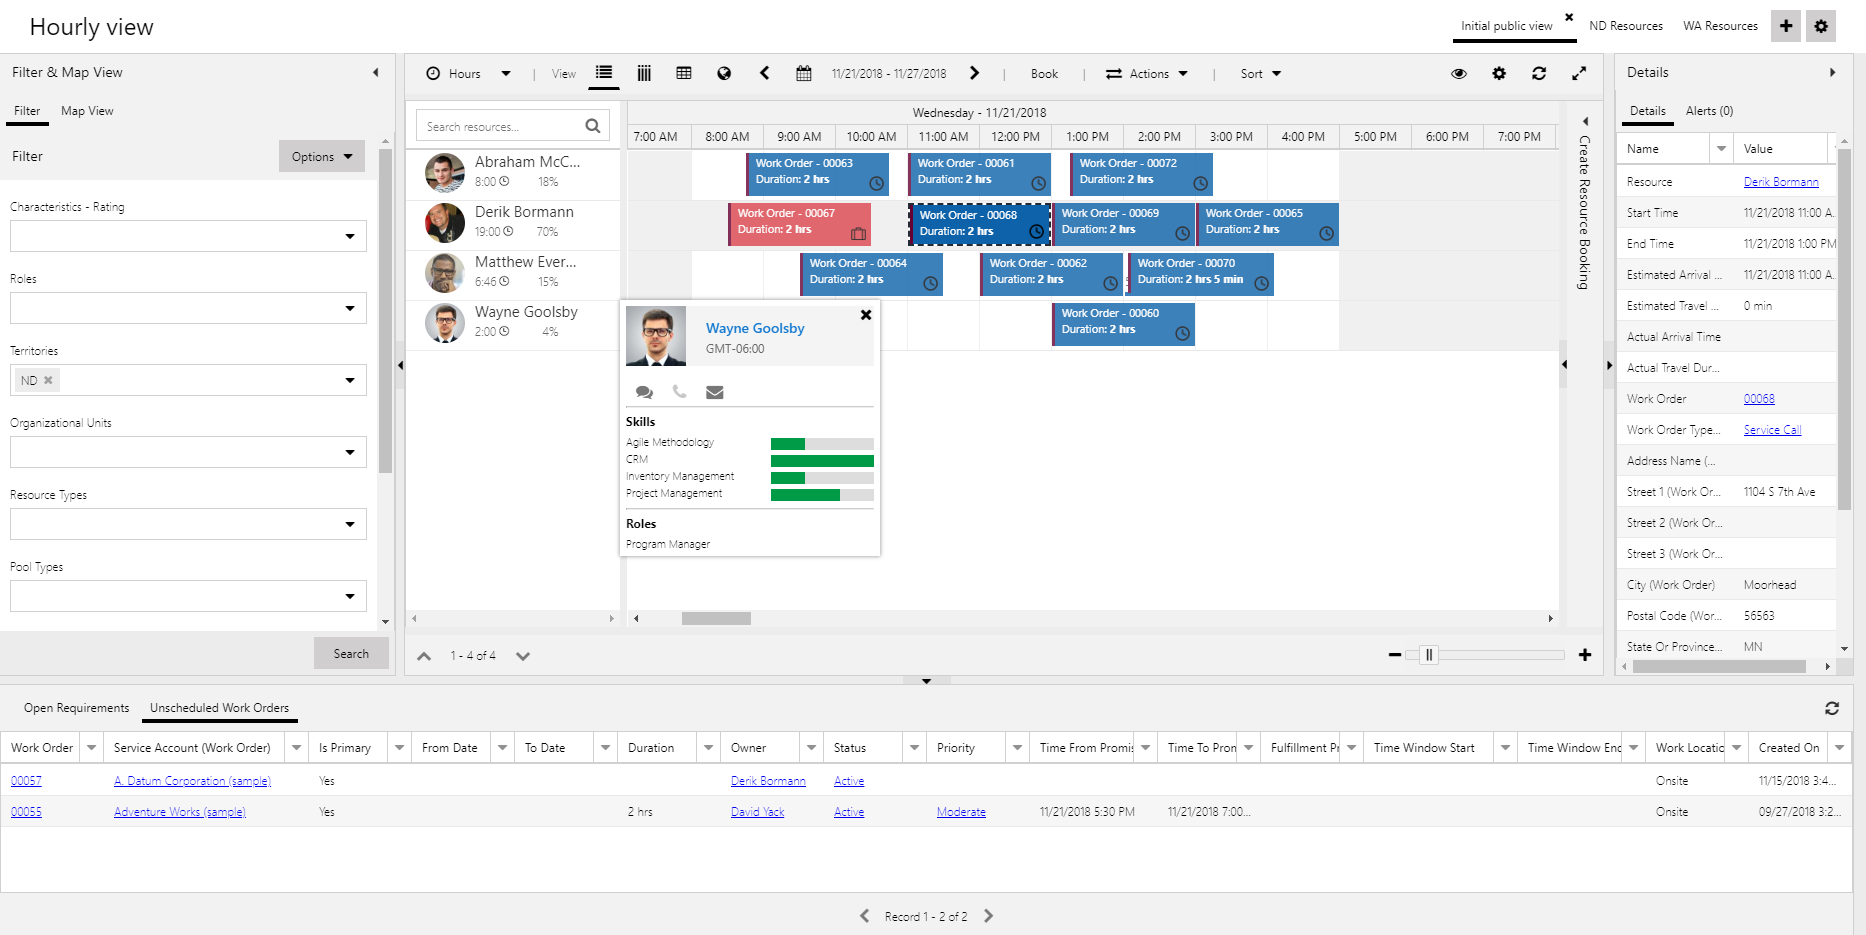 Hourly view
Initial public view
ND Resources
WA Resources
Filter & Map View
Filter
Map View
Filter
Options
Characteristics - Rating
Roles
Territories
ND
Organizational Units
Resource Types
Pool Types
Search
Hours
View
11/21/2018 - 11/27/2018
Book
Actions
Sort
Search resources...
Wednesday - 11/21/2018
7:00 AM 8:00 AM 9:00 AM 10:00 AM 11:00 AM 12:00 PM 1:00 PM 2:00 PM 3:00 PM 4:00 PM 5:00 PM 6:00 PM 7:00 PM
Abraham McC...
8:00 18%
Work Order - 00063
Duration: 2 hrs
Work Order - 00061
Duration: 2 hrs
Work Order - 00072
Duration: 2 hrs
Derik Bormann
19:00 70%
Work Order - 00067
Duration: 2 hrs
Work Order - 00068
Duration: 2 hrs
Work Order - 00069
Duration: 2 hrs
Work Order - 00065
Duration: 2 hrs
Matthew Ever...
6:46 15%
Work Order - 00064
Duration: 2 hrs
Work Order - 00062
Duration: 2 hrs
Work Order - 00070
Duration: 2 hrs 5 min
Wayne Goolsby
2:00 4%
Work Order - 00060
Duration: 2 hrs
Wayne Goolsby
GMT-06:00
Skills
Agile Methodology
CRM
Inventory Management
Project Management
Roles
Program Manager
1 - 4 of 4
Create Resource Booking
Details
Details
Alerts (0)
Name Value
Resource Derik Bormann
Start Time 11/21/2018 11:00 A...
End Time 11/21/2018 1:00 PM
Estimated Arrival ... 11/21/2018 11:00 A...
Estimated Travel ... 0 min
Actual Arrival Time
Actual Travel Dur...
Work Order 00068
Work Order Type... Service Call
Address Name (...
Street 1 (Work Or... 1104 S 7th Ave
Street 2 (Work Or...
Street 3 (Work Or...
City (Work Order) Moorhead
Postal Code (Wor... 56563
State Or Province... MN
Open Requirements
Unscheduled Work Orders
Work Order Service Account (Work Order) Is Primary From Date To Date Duration Owner Status Priority Time From Promis Time To Prom Fulfillment Pr Time Window Start Time Window End Work Locatio Created On
00057 A. Datum Corporation (sample) Yes Derik Bormann Active Onsite 11/15/2018 3:4...
00055 Adventure Works (sample) Yes 2 hrs David Yack Active Moderate 11/21/2018 5:30 PM 11/21/2018 7:00... Onsite 09/27/2018 3:2...
Record 1 - 2 of 2